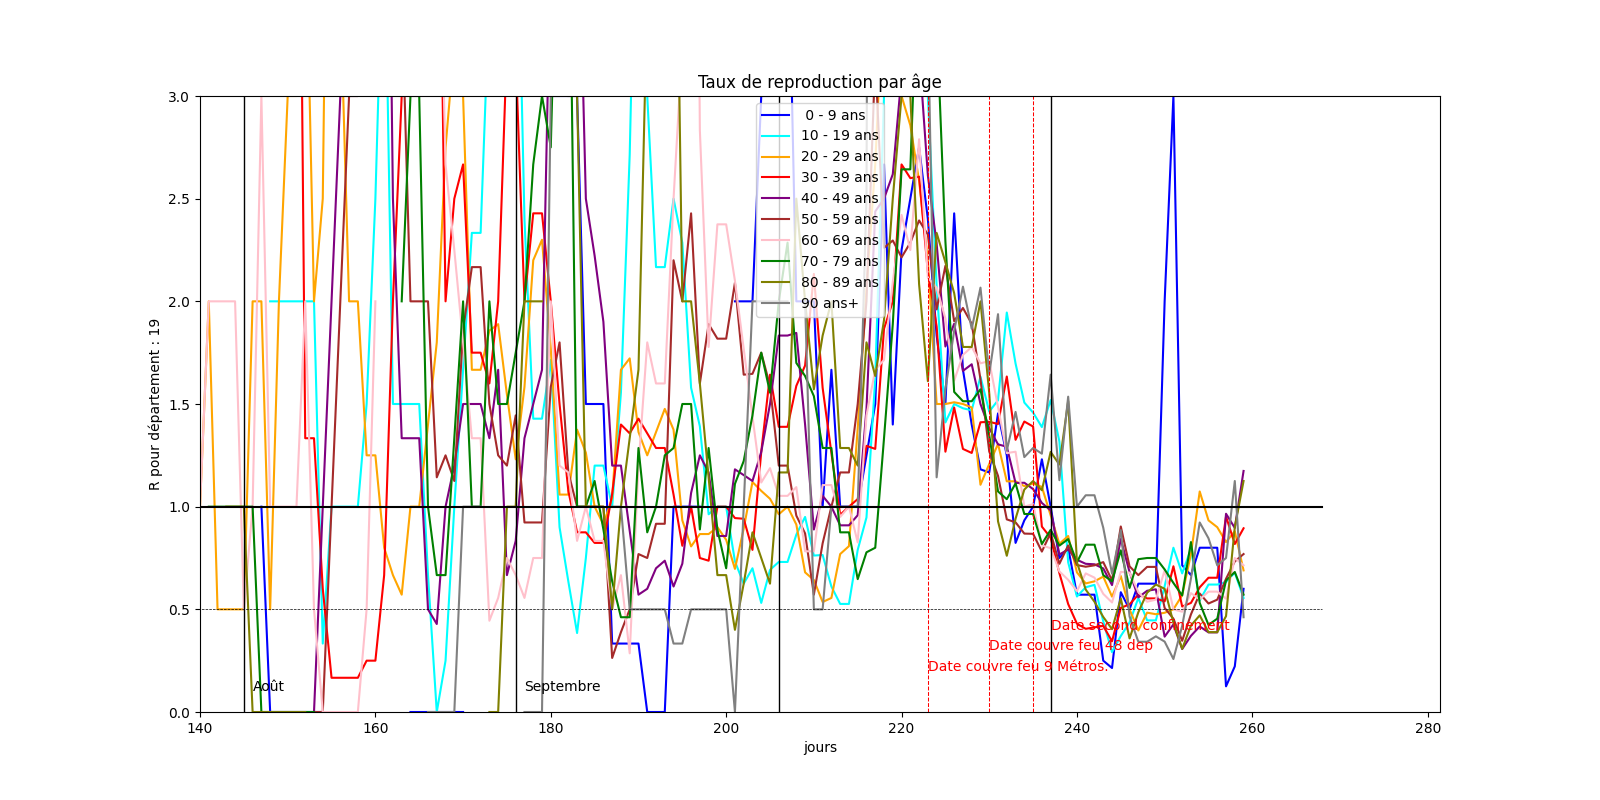 Taux de reproduction par âge
3.0
2.5
2.0
1.5
1.0
0.5
0.0
R pour département : 19
0 - 9 ans
10 - 19 ans
20 - 29 ans
30 - 39 ans
40 - 49 ans
50 - 59 ans
60 - 69 ans
70 - 79 ans
80 - 89 ans
90 ans+
Date second confinement
Date couvre feu 48 dep
Date couvre feu 9 Métros.
Août
Septembre
140
160
180
200
220
240
260
280
jours